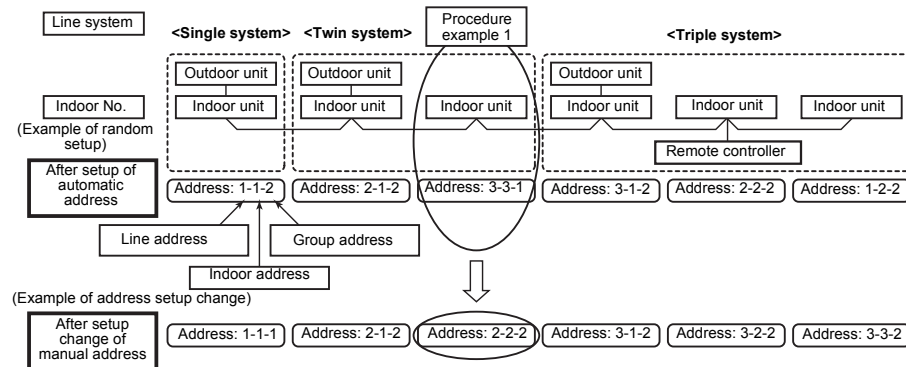 Line system
<Single system>
<Twin system>
Procedure
example 1
<Triple system>
Outdoor unit
Outdoor unit
Outdoor unit
Indoor No.
Indoor unit
Indoor unit
Indoor unit
Indoor unit
Indoor unit
Indoor unit
(Example of random
setup)
Remote controller
After setup of
automatic
address
Address: 1-1-2
Address: 2-1-2
Address: 3-3-1
Address: 3-1-2
Address: 2-2-2
Address: 1-2-2
Line address
Group address
Indoor address
(Example of address setup change)
After setup
change of
manual address
Address: 1-1-1
Address: 2-1-2
Address: 2-2-2
Address: 3-1-2
Address: 3-2-2
Address: 3-3-2